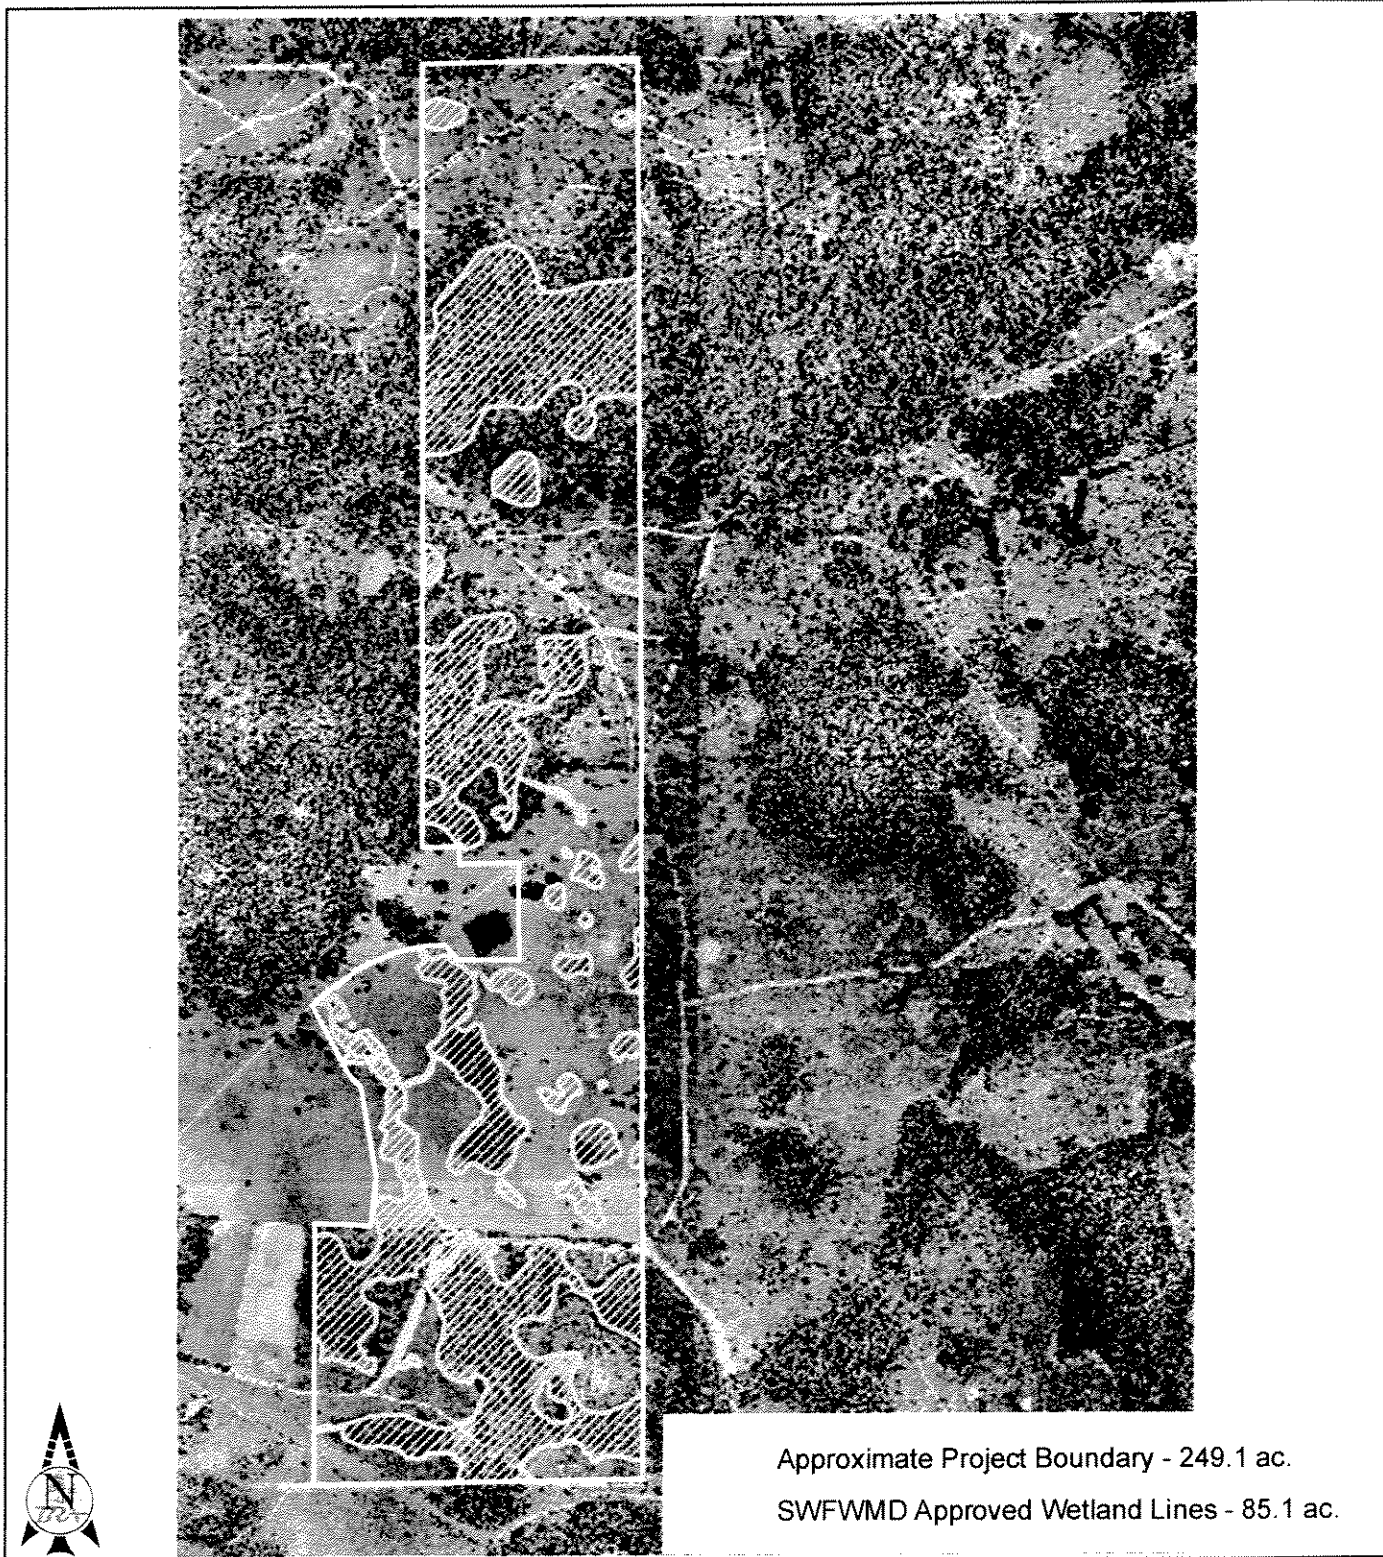 N
Approximate Project Boundary - 249.1 ac.
SWFWMD Approved Wetland Lines - 85.1 ac.